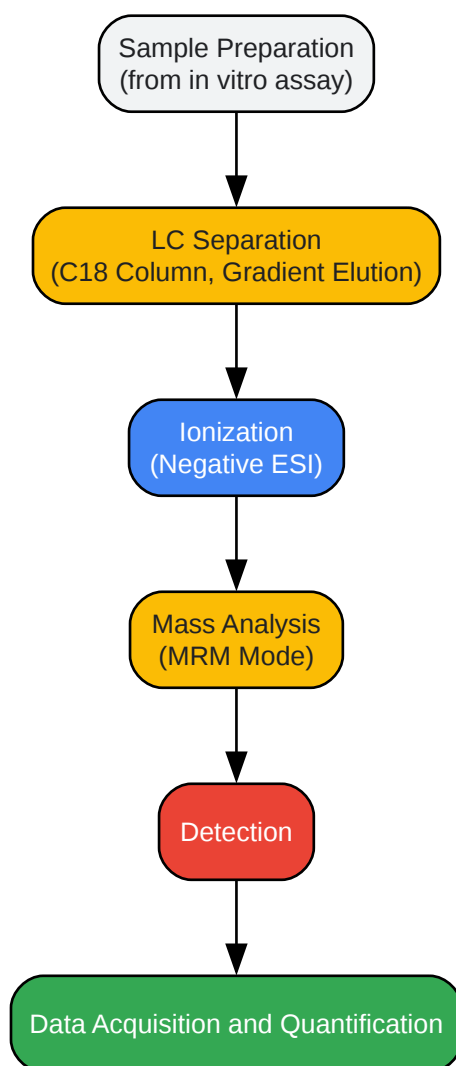 Sample Preparation
(from in vitro assay)
LC Separation
(C18 Column, Gradient Elution)
Ionization
(Negative ESI)
Mass Analysis
(MRM Mode)
Detection
Data Acquisition and Quantification